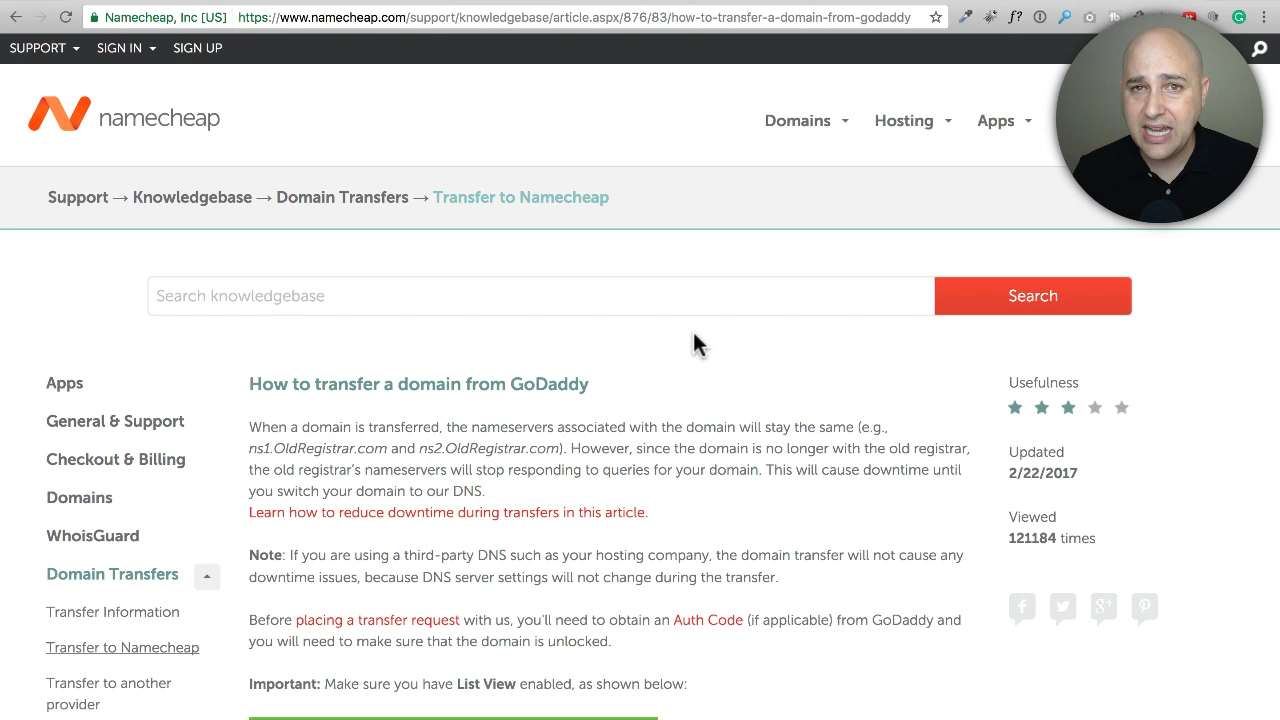 Namecheap, Inc [US] https://www.namecheap.com/support/knowledgebase/article.aspx/876/83/how-to-transfer-a-domain-from-godaddy
SUPPORT SIGN IN SIGN UP
namecheap
Domains Hosting Apps
Support → Knowledgebase → Domain Transfers → Transfer to Namecheap
Search knowledgebase
Search
Apps
General & Support
Checkout & Billing
Domains
WhoisGuard
Domain Transfers
Transfer Information
Transfer to Namecheap
Transfer to another
provider
How to transfer a domain from GoDaddy
When a domain is transferred, the nameservers associated with the domain will stay the same (e.g.,
ns1.OldRegistrar.com and ns2.OldRegistrar.com). However, since the domain is no longer with the old registrar,
the old registrar's nameservers will stop responding to queries for your domain. This will cause downtime until
you switch your domain to our DNS.
Learn how to reduce downtime during transfers in this article.
Note: If you are using a third-party DNS such as your hosting company, the domain transfer will not cause any
downtime issues, because DNS server settings will not change during the transfer.
Before placing a transfer request with us, you'll need to obtain an Auth Code (if applicable) from GoDaddy and
you will need to make sure that the domain is unlocked.
Important: Make sure you have List View enabled, as shown below:
Usefulness
Updated
2/22/2017
Viewed
121184 times